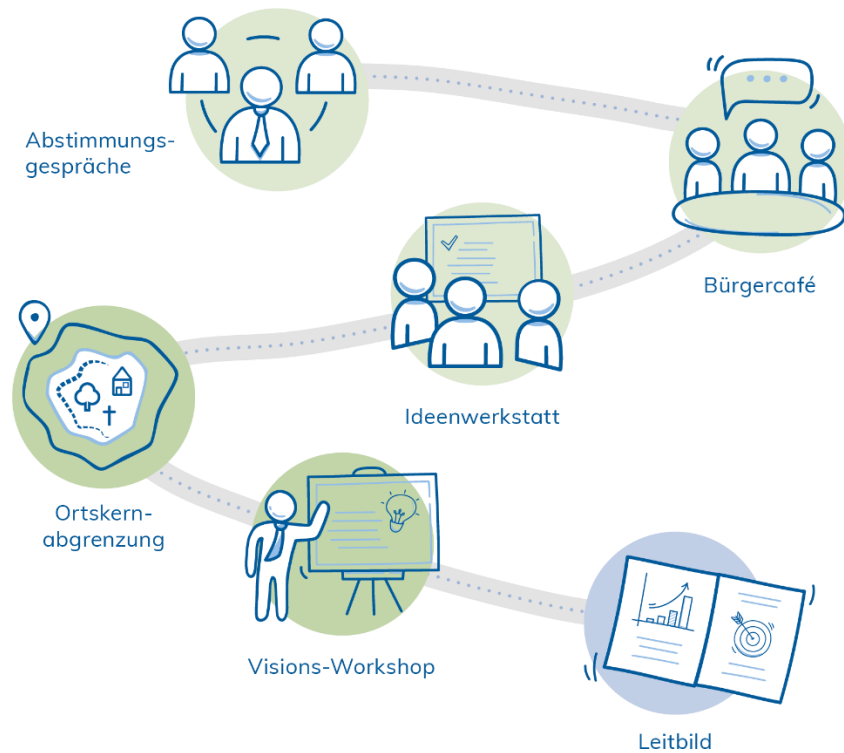 Abstimmungs-
gespräche
Bürgercafé
Ideenwerkstatt
Ortskern-
abgrenzung
Visions-Workshop
Leitbild